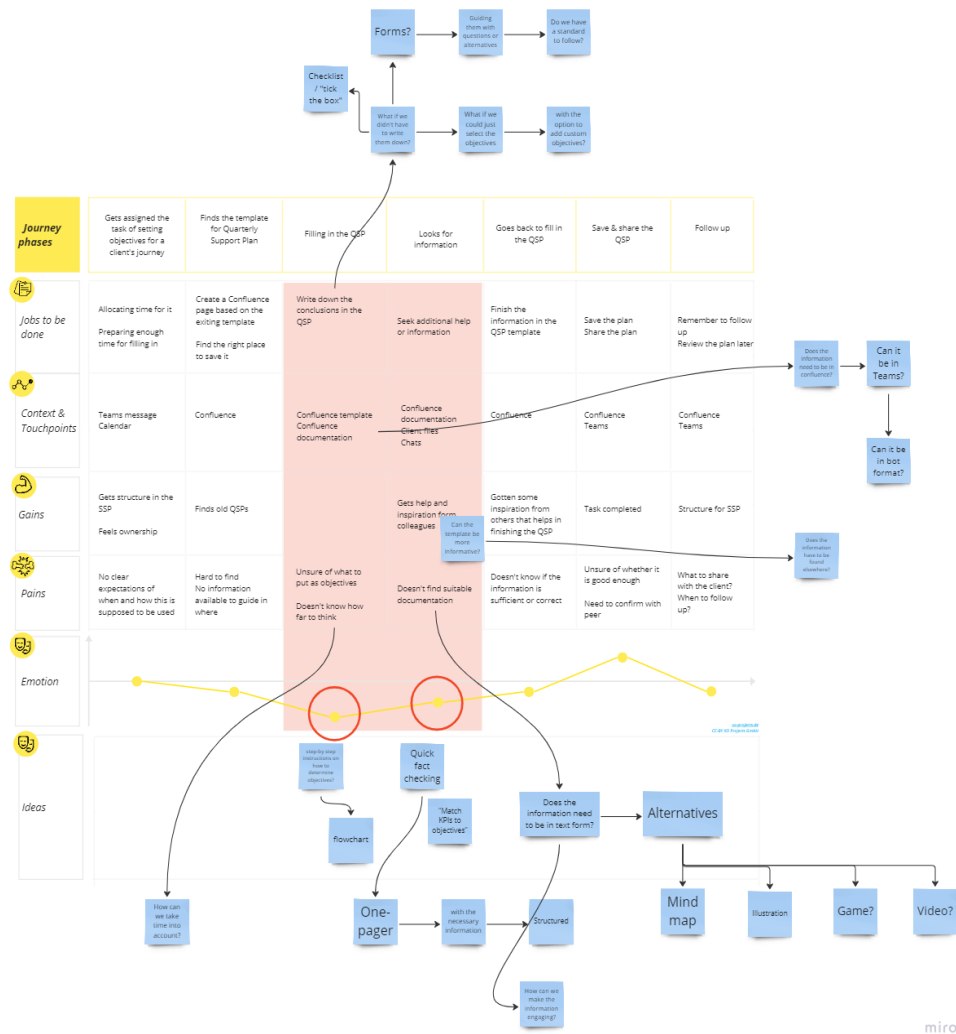 Forms?
Guiding
them with
questions or
alternatives
Do we have
a standard
to follow?
Checklist
/ "tick
the box"
What if we
didn't have
to write
them down?
What if we
could just
select the
objectives
with the
option to
add custom
objectives?
Journey
phases
Gets assigned the
task of setting
objectives for a
client's journey
Finds the template
for Quarterly
Support Plan
Filling in the QSP
Looks for
information
Goes back to fill in
the QSP
Save & share the
QSP
Follow up
Jobs to be
done
Allocating time for it
Preparing enough
time for filling in
Create a Confluence
page based on the
exiting template
Find the right place
to save it
Write down the
conclusions in the
QSP
Seek additional help
or information
Finish the
information in the
QSP template
Save the plan
Share the plan
Remember to follow
up
Review the plan later
Does the
information
need to be in
confluence?
Can it
be in
Teams?
Can it be
in bot
format?
Context &
Touchpoints
Teams message
Calendar
Confluence
Confluence template
Confluence
documentation
Confluence
documentation
Client files
Chats
Confluence
Confluence
Teams
Confluence
Teams
Gains
Gets structure in the
SSP
Feels ownership
Finds old QSPs
Gets help and
inspiration form
colleagues
Can the
template be
more
informative?
Gotten some
inspiration from
others that helps in
finishing the QSP
Task completed
Structure for SSP
Does the
information
have to be
found
elsewhere?
Pains
No clear
expectations of
when and how this is
supposed to be used
Hard to find
No information
available to guide in
where
Unsure of what to
put as objectives
Doesn't know how
far to think
Doesn't find suitable
documentation
Doesn't know if the
information is
sufficient or correct
Unsure of whether it
is good enough
Need to confirm with
peer
What to share
with the client?
When to follow
up?
Emotion
Ideas
step by step
instructions on
how to
determine
objectives?
flowchart
Quick
fact
checking
"Match
KPIs to
objectives"
Does the
information need
to be in text form?
Alternatives
How can
we take
time into
account?
One-
pager
with the
necessary
information
Structured
Mind
map
Illustration
Game?
Video?
How can we
make the
information
engaging?
miro